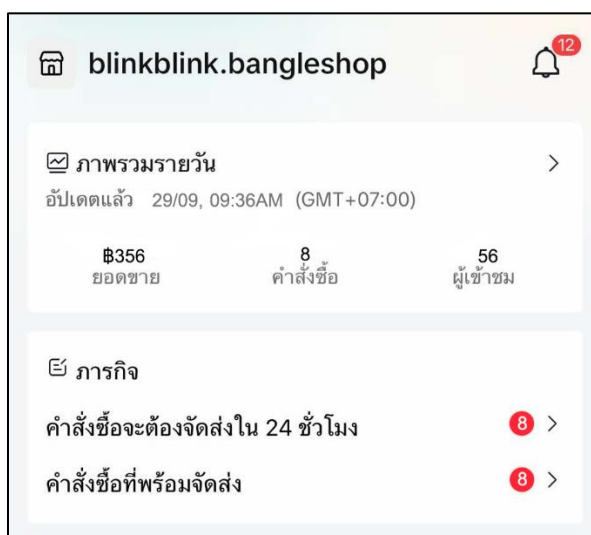 blinkblink.bangleshop
12
ภาพรวมรายวัน
อัปเดตแล้ว 29/09, 09:36AM (GMT+07:00)
฿356 8 56
ยอดขาย คำสั่งซื้อ ผู้เข้าชม
ภารกิจ
คำสั่งซื้อจะต้องจัดส่งใน 24 ชั่วโมง 8
คำสั่งซื้อที่พร้อมจัดส่ง 8